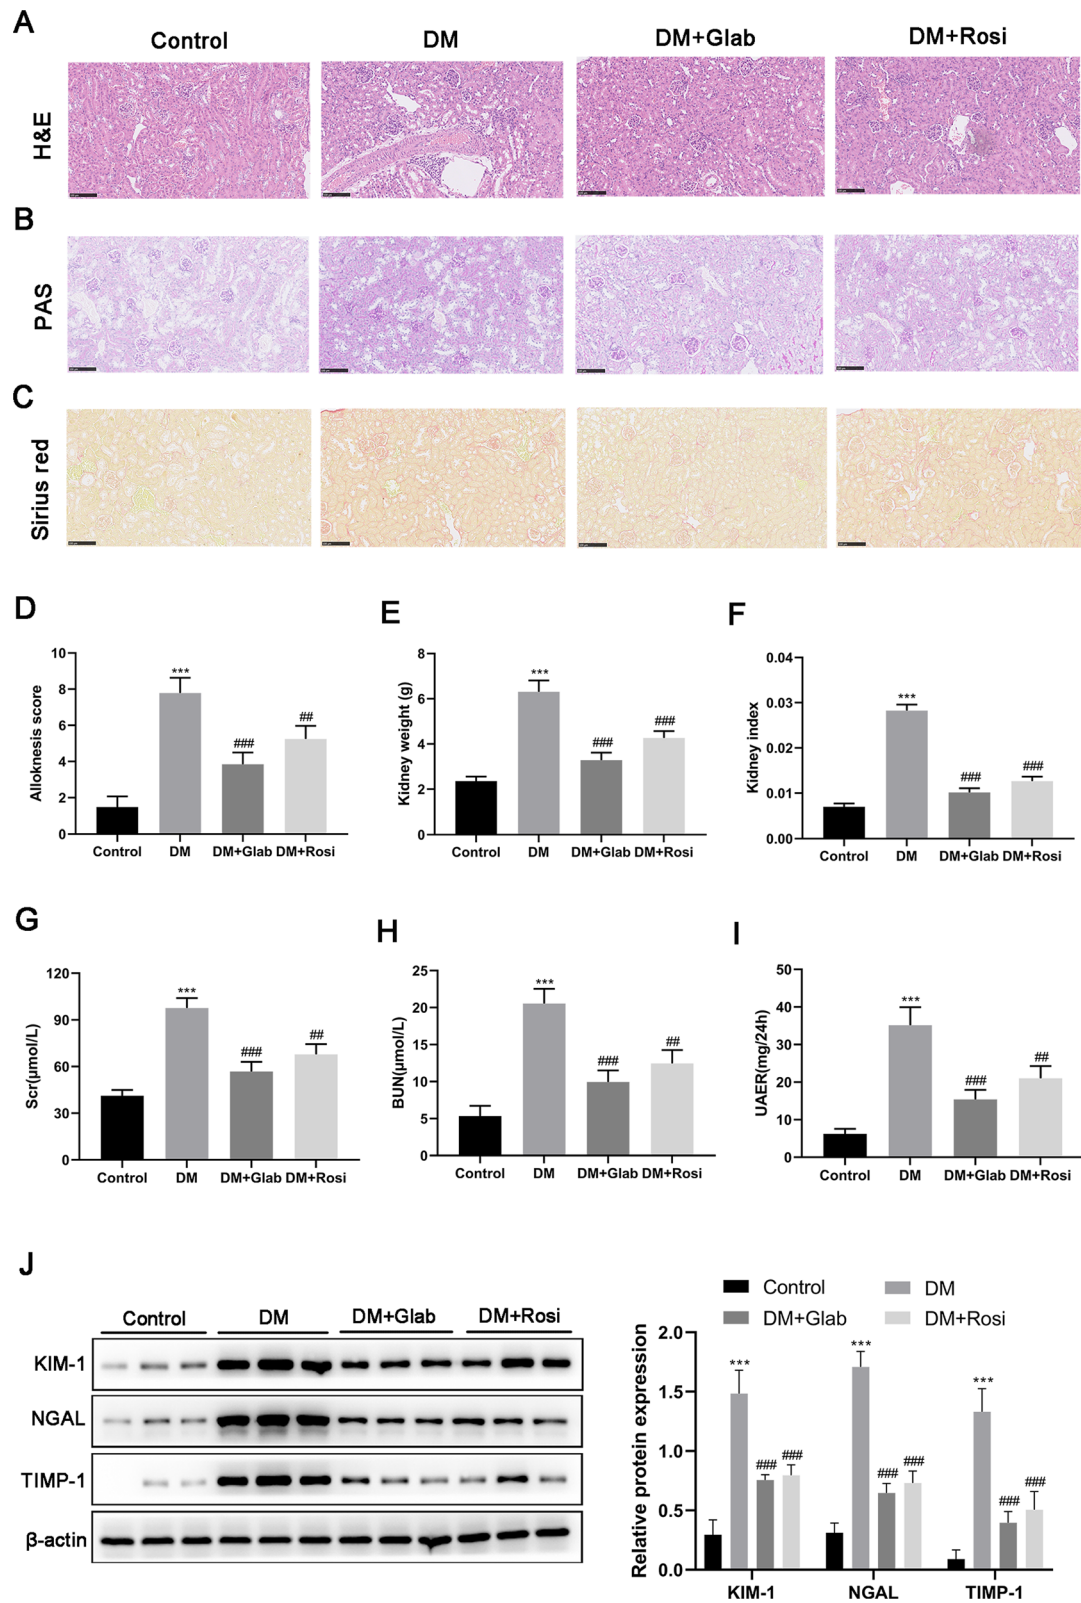 A
Control DM DM+Glab DM+Rosi
H&E
B
PAS
C
Sirius red
D
Alloknesis score
10
8
6
4
2
0
***
###
##
Control DM DM+Glab DM+Rosi
E
Kidney weight (g)
8
6
4
2
0
***
###
###
Control DM DM+Glab DM+Rosi
F
Kidney index
0.04
0.03
0.02
0.01
0.00
***
###
###
Control DM DM+Glab DM+Rosi
G
Scr(μmol/L)
120
90
60
30
0
***
###
##
Control DM DM+Glab DM+Rosi
H
BUN(μmol/L)
25
20
15
10
5
0
***
###
##
Control DM DM+Glab DM+Rosi
I
UAER(mg/24h)
50
40
30
20
10
0
***
###
##
Control DM DM+Glab DM+Rosi
J
Control DM DM+Glab DM+Rosi
KIM-1
NGAL
TIMP-1
β-actin
Control DM
DM+Glab DM+Rosi
Relative protein expression
2.0
1.5
1.0
0.5
0.0
*** ### ###
*** ### ###
*** ### ###
KIM-1 NGAL TIMP-1